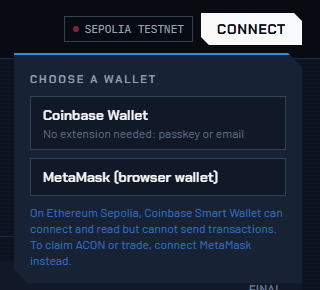 SEPOLIA TESTNET
CONNECT
CHOOSE A WALLET
Coinbase Wallet
No extension needed: passkey or email
MetaMask (browser wallet)
On Ethereum Sepolia, Coinbase Smart Wallet can
connect and read but cannot send transactions.
To claim ACON or trade, connect MetaMask
instead.
FINAL